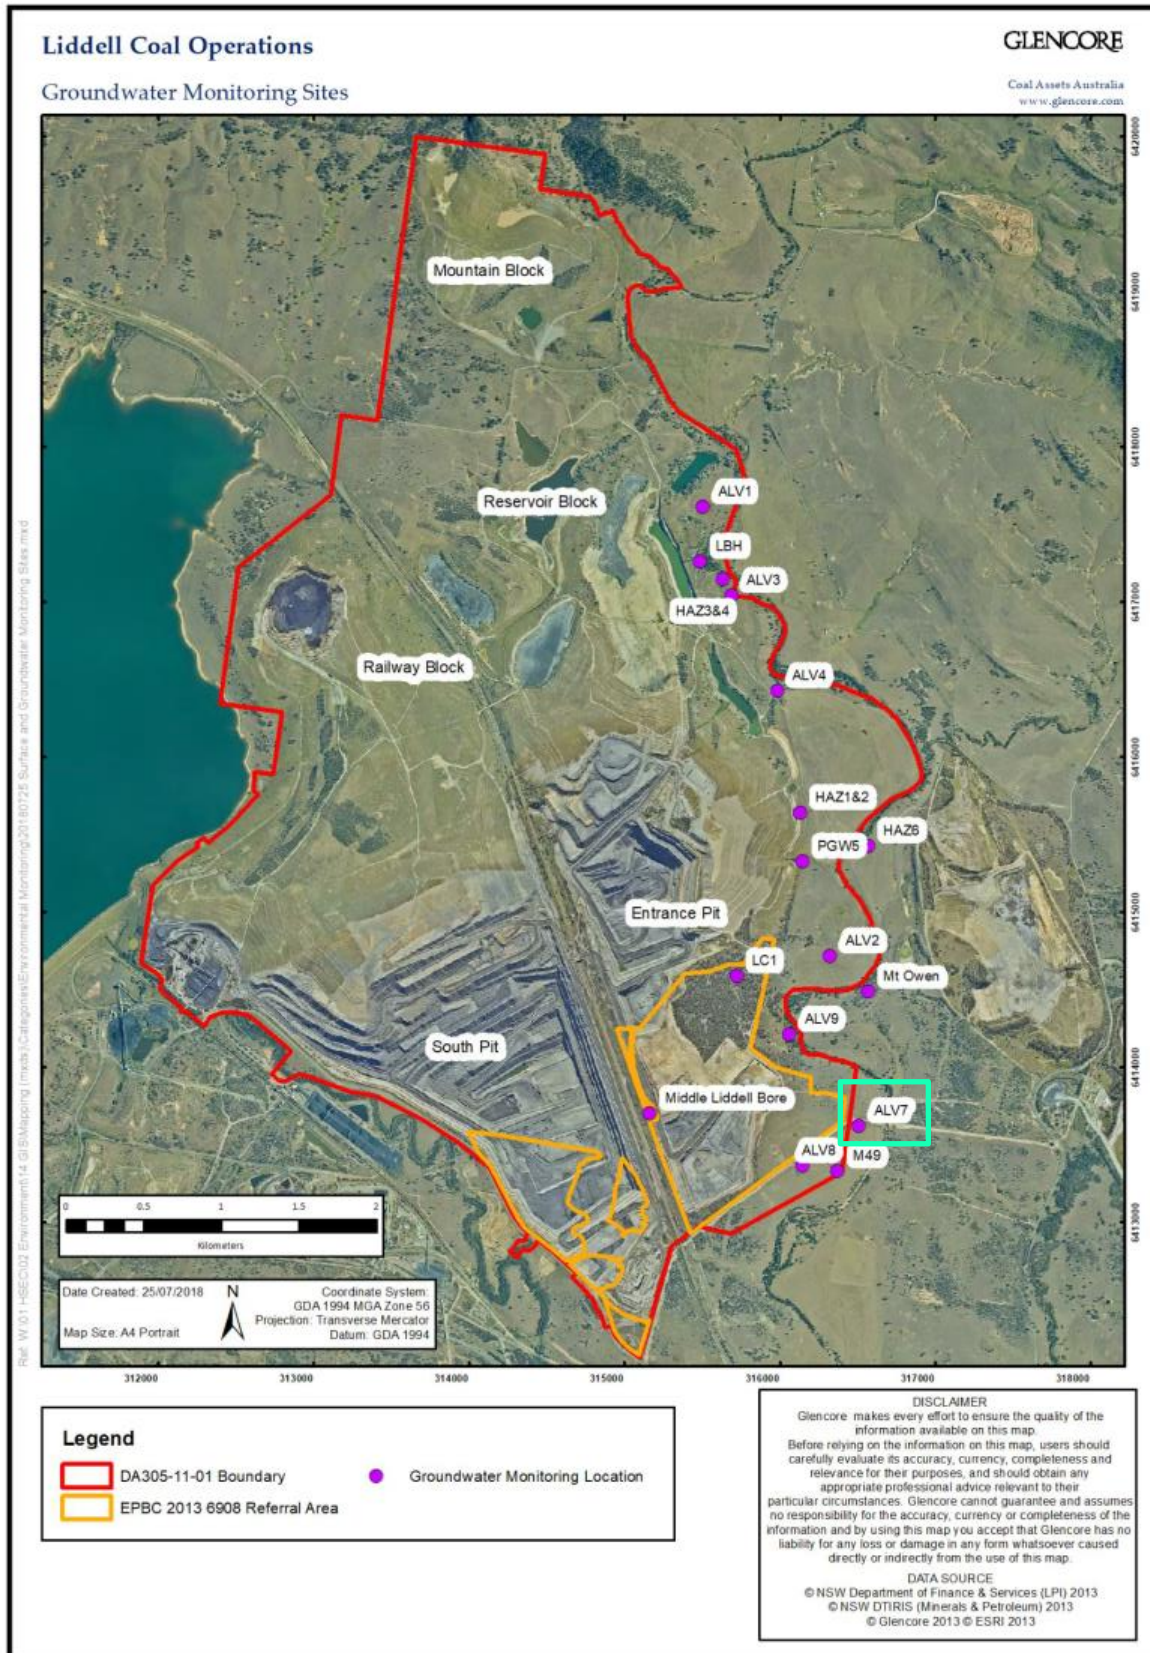 Liddell Coal Operations
GLENCORE
Groundwater Monitoring Sites
Coal Assets Australia
www.glencore.com
6420000
Mountain Block
6419000
6418000
ALV1
Reservoir Block
LBH
ALV3
6417000
HAZ3&4
Railway Block
ALV4
6416000
HAZ1&2
HAZ6
PGW5
Entrance Pit
6415000
ALV2
LC1
Mt Owen
ALV9
South Pit
6414000
Middle Liddell Bore
ALV7
ALV8
M49
6413000
0 0.5 1 1.5 2
Kilometers
Date Created: 25/07/2018
N
Coordinate System:
GDA 1994 MGA Zone 56
Projection: Transverse Mercator
Datum: GDA 1994
Map Size: A4 Portrait
312000 313000 314000 315000 316000 317000 318000
Legend
DA305-11-01 Boundary
Groundwater Monitoring Location
EPBC 2013 6908 Referral Area
DISCLAIMER
Glencore makes every effort to ensure the quality of the
information available on this map.
Before relying on the information on this map, users should
carefully evaluate its accuracy, currency, completeness and
relevance for their purposes, and should obtain any
appropriate professional advice relevant to their
particular circumstances. Glencore cannot guarantee and assumes
no responsibility for the accuracy, currency or completeness of the
information and by using this map you accept that Glencore has no
liability for any loss or damage in any form whatsoever caused
directly or indirectly from the use of this map.
DATA SOURCE
© NSW Department of Finance & Services (LPI) 2013
© NSW DTIRIS (Minerals & Petroleum) 2013
© Glencore 2013 © ESRI 2013